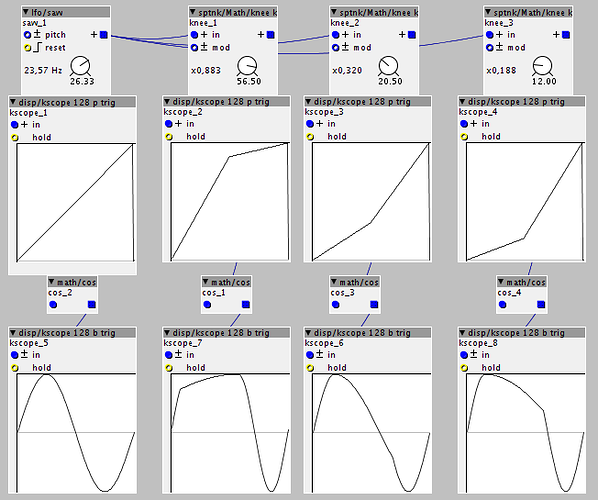 lfo/saw
saw_1
± pitch + 
reset
23,57 Hz
26.33
sptnk/Math/knee k
knee_1
+ in +
± mod
x0,883
56.50
sptnk/Math/knee k
knee_2
+ in +
± mod
x0,320
20.50
sptnk/Math/knee k
knee_3
+ in +
± mod
x0,188
12.00
disp/kscope 128 p trig
kscope_1
+ in
hold
disp/kscope 128 p trig
kscope_2
+ in
hold
disp/kscope 128 p trig
kscope_3
+ in
hold
disp/kscope 128 p trig
kscope_4
+ in
hold
math/cos
cos_2
math/cos
cos_1
math/cos
cos_3
math/cos
cos_4
disp/kscope 128 b trig
kscope_5
± in
hold
disp/kscope 128 b trig
kscope_7
± in
hold
disp/kscope 128 b trig
kscope_6
± in
hold
disp/kscope 128 b trig
kscope_8
± in
hold